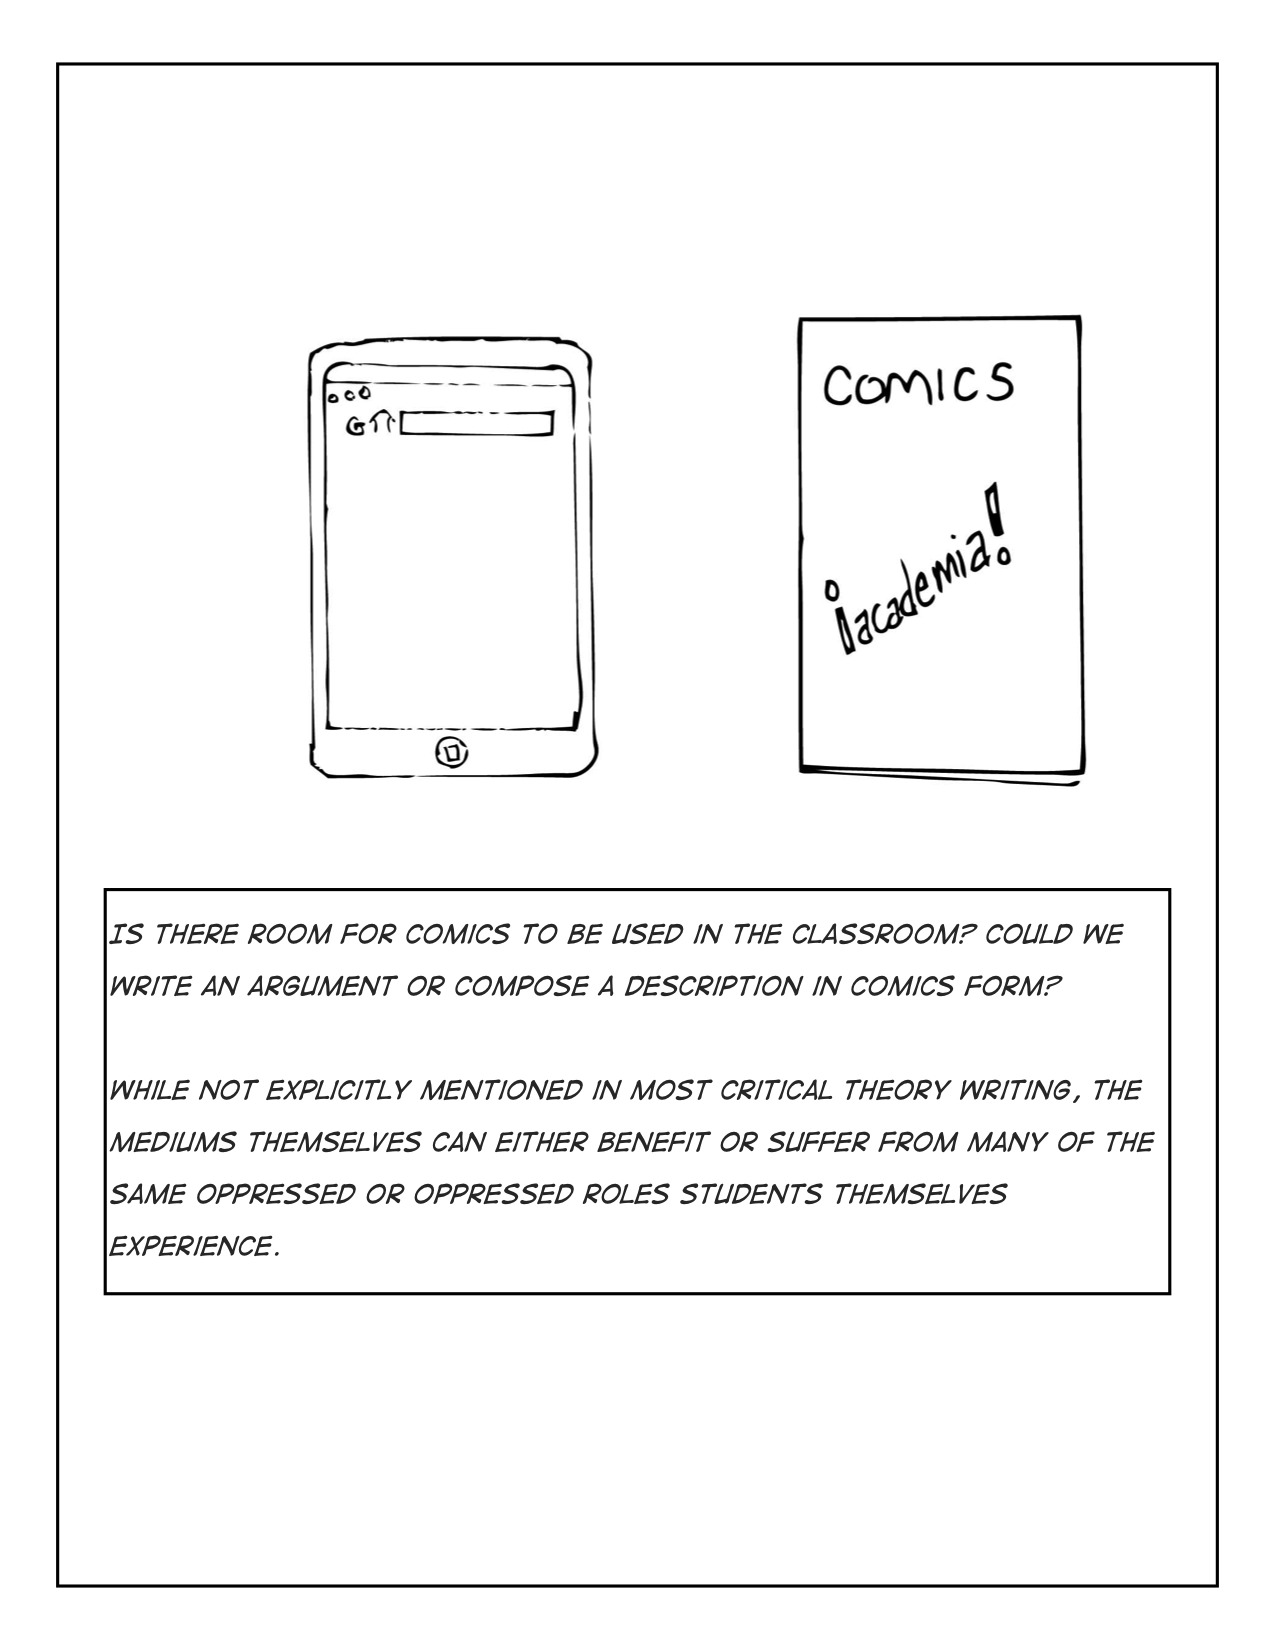 COMICS
¡academia!
IS THERE ROOM FOR COMICS TO BE USED IN THE CLASSROOM? COULD WE
WRITE AN ARGUMENT OR COMPOSE A DESCRIPTION IN COMICS FORM?
WHILE NOT EXPLICITLY MENTIONED IN MOST CRITICAL THEORY WRITING, THE
MEDIUMS THEMSELVES CAN EITHER BENEFIT OR SUFFER FROM MANY OF THE
SAME OPPRESSED OR OPPRESSED ROLES STUDENTS THEMSELVES
EXPERIENCE.